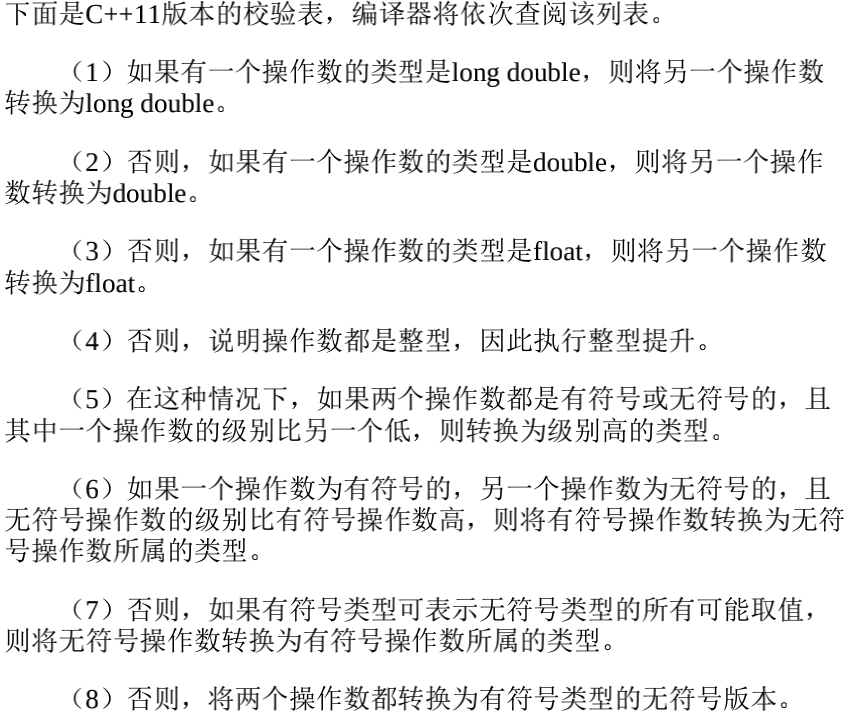 下面是C++11版本的校验表，编译器将依次查阅该列表。
（1）如果有一个操作数的类型是long double，则将另一个操作数
转换为long double。
（2）否则，如果有一个操作数的类型是double，则将另一个操作
数转换为double。
（3）否则，如果有一个操作数的类型是float，则将另一个操作数
转换为float。
（4）否则，说明操作数都是整型，因此执行整型提升。
（5）在这种情况下，如果两个操作数都是有符号或无符号的，且
其中一个操作数的级别比另一个低，则转换为级别高的类型。
（6）如果一个操作数为有符号的，另一个操作数为无符号的，且
无符号操作数的级别比有符号操作数高，则将有符号操作数转换为无符
号操作数所属的类型。
（7）否则，如果有符号类型可表示无符号类型的所有可能取值，
则将无符号操作数转换为有符号操作数所属的类型。
（8）否则，将两个操作数都转换为有符号类型的无符号版本。